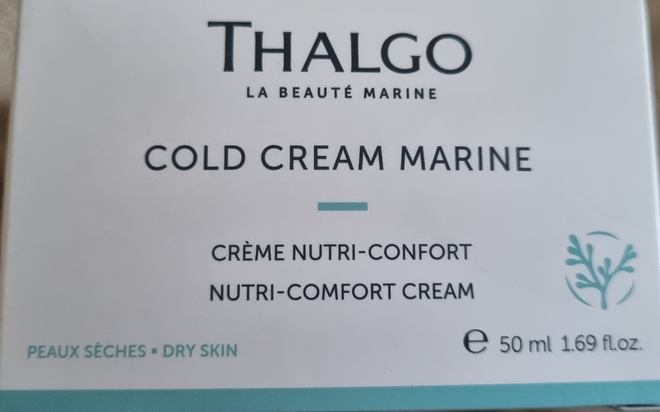 THALGO
LA BEAUTÉ MARINE
COLD CREAM MARINE
CRÈME NUTRI-CONFORT
NUTRI-COMFORT CREAM
PEAUX SÈCHES ▪ DRY SKIN
℮ 50 ml 1.69 fl.oz.